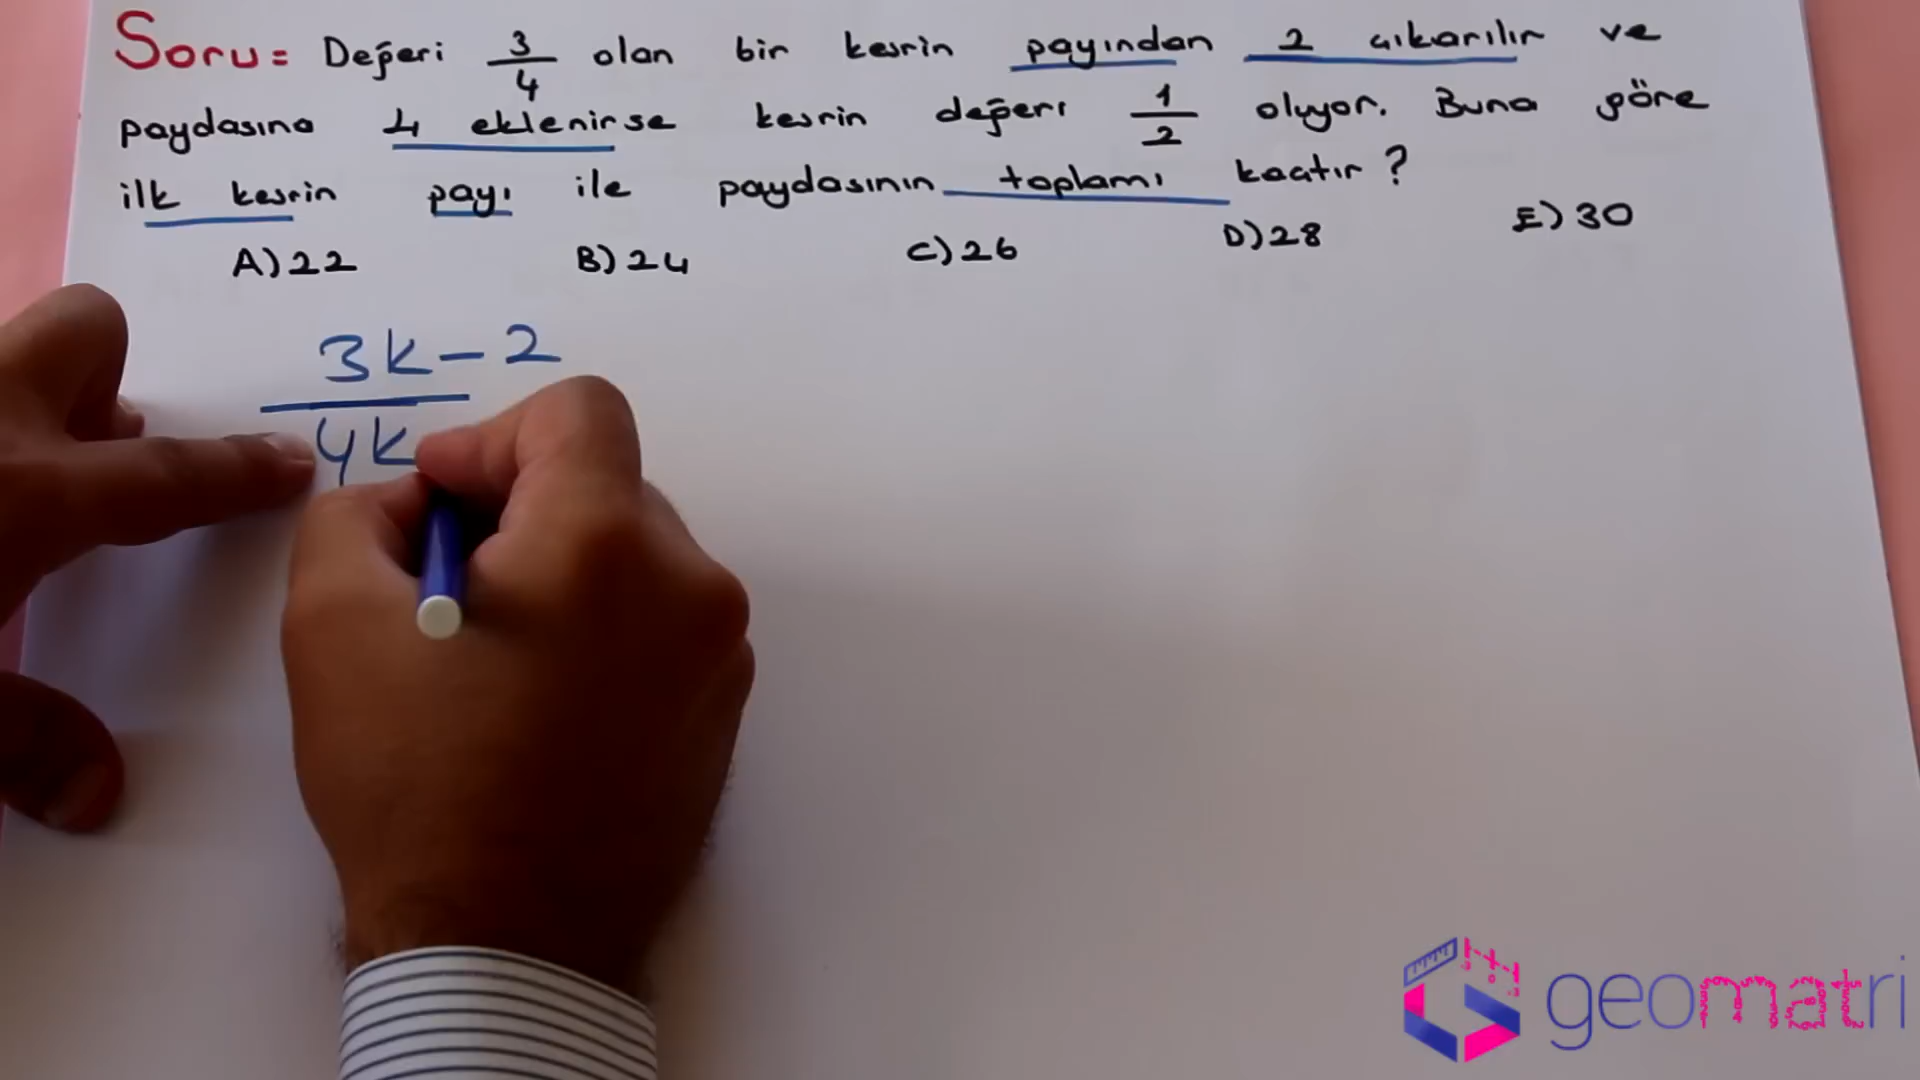 Soru= Değeri 3/4 olan bir kesrin payından 2 çıkarılır ve
paydasına 4 eklenirse kesrin değeri 1/2 oluyor. Buna göre
ilk kesrin payı ile paydasının toplamı kaçtır?
A) 22 B) 24 C) 26 D) 28 E) 30
3k-2
4k
geomatri